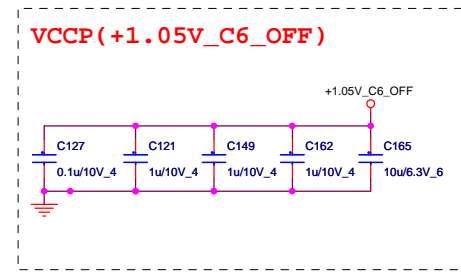 VCCP(+1.05V_C6_OFF)
+1.05V_C6_OFF
C127 C121 C149 C162 C165
0.1u/10V_4 1u/10V_4 1u/10V_4 1u/10V_4 10u/6.3V_6